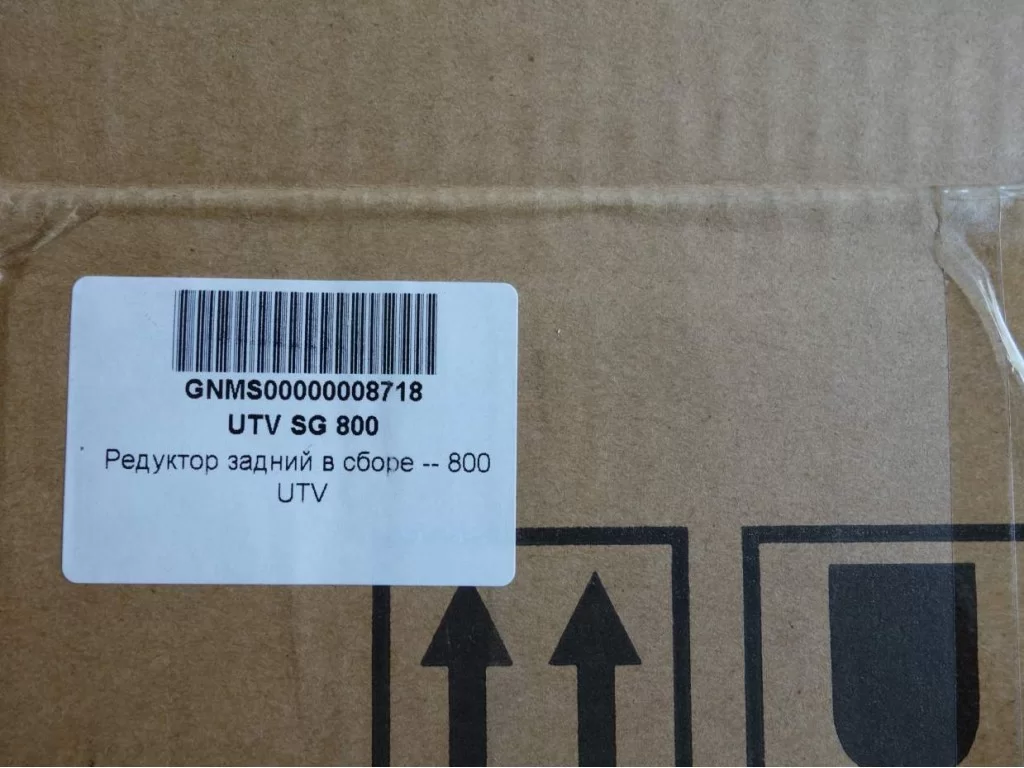 GNMS00000008718
UTV SG 800
Редуктор задний в сборе -- 800
UTV